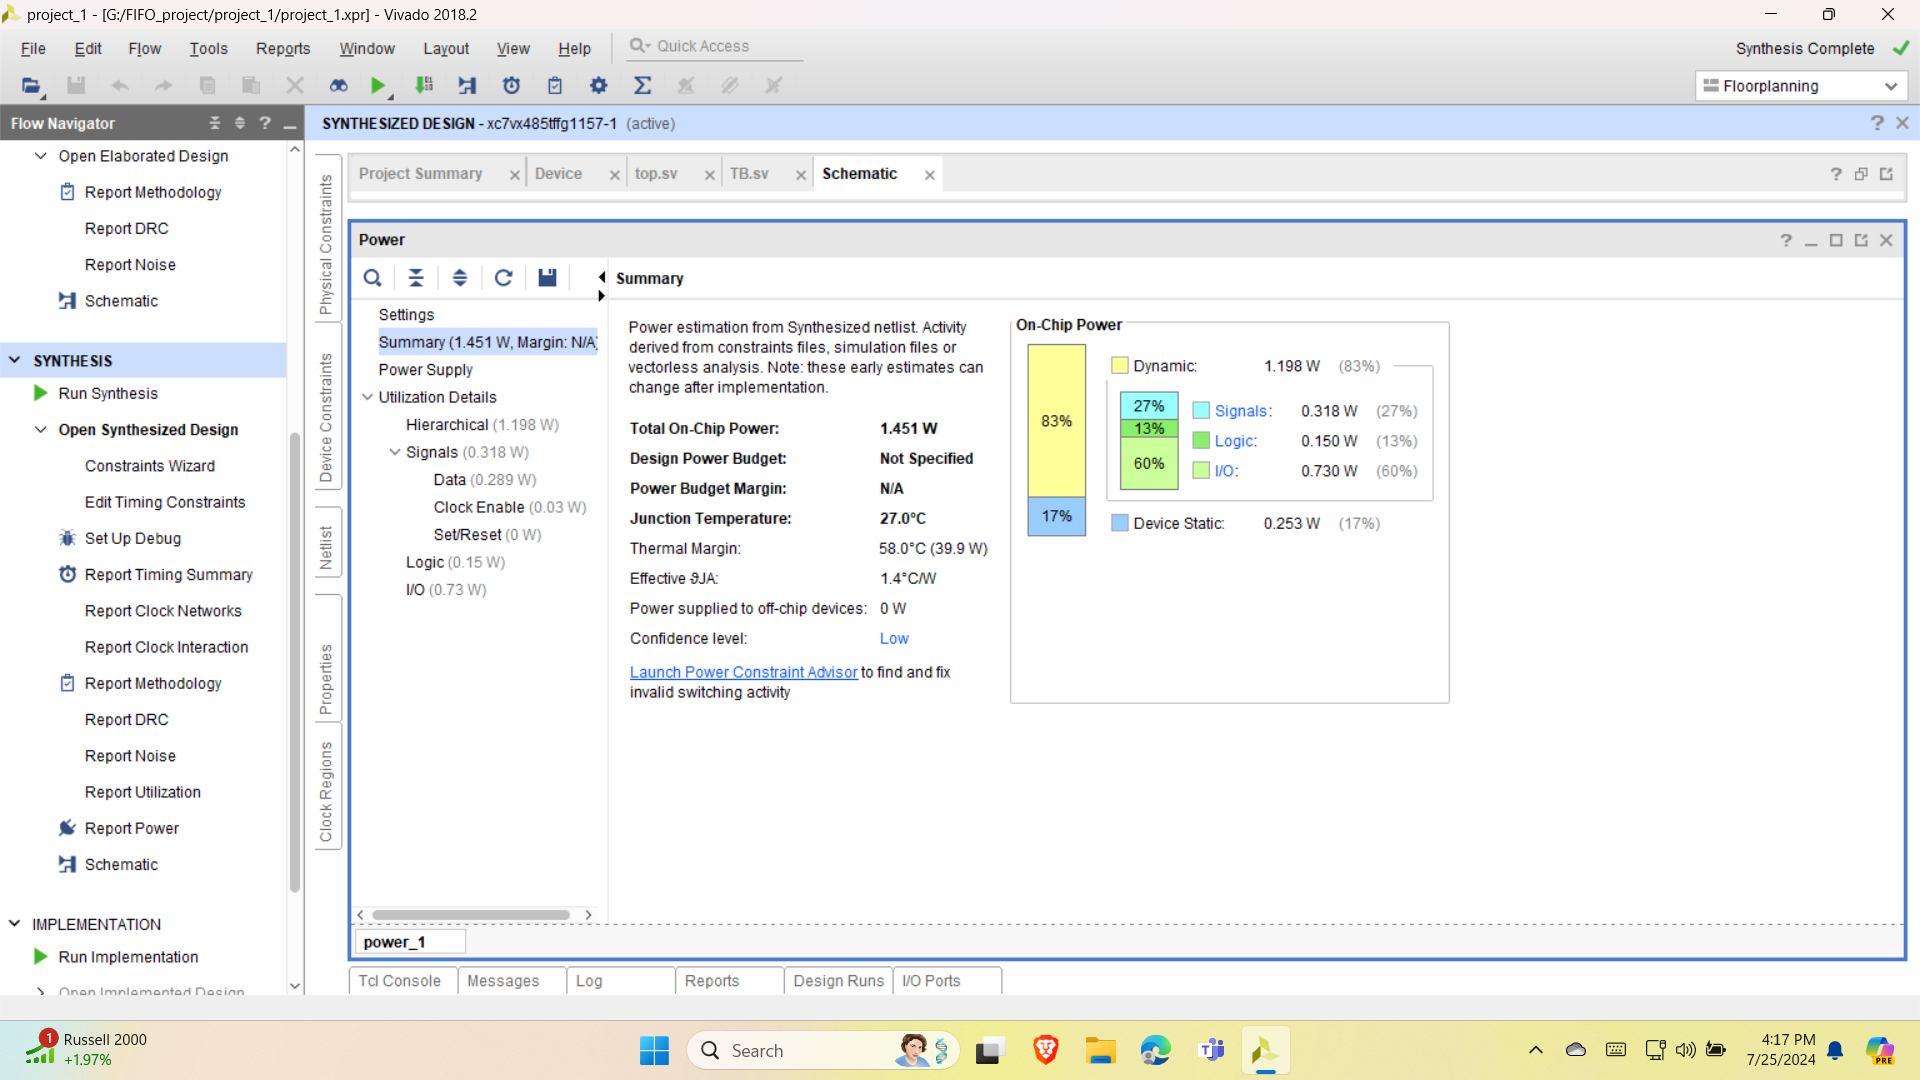 project_1 - [G:/FIFO_project/project_1/project_1.xpr] - Vivado 2018.2
File Edit Flow Tools Reports Window Layout View Help Quick Access
Synthesis Complete
Floorplanning
Flow Navigator
SYNTHESIZED DESIGN - xc7vx485tffg1157-1 (active)
Open Elaborated Design
Report Methodology
Report DRC
Report Noise
Schematic
SYNTHESIS
Run Synthesis
Open Synthesized Design
Constraints Wizard
Edit Timing Constraints
Set Up Debug
Report Timing Summary
Report Clock Networks
Report Clock Interaction
Report Methodology
Report DRC
Report Noise
Report Utilization
Report Power
Schematic
IMPLEMENTATION
Run Implementation
Open Implemented Design
Physical Constraints
Device Constraints
Netlist
Properties
Clock Regions
Project Summary Device top.sv TB.sv Schematic
Power
Summary
Settings
Summary (1.451 W, Margin: N/A)
Power Supply
Utilization Details
Hierarchical (1.198 W)
Signals (0.318 W)
Data (0.289 W)
Clock Enable (0.03 W)
Set/Reset (0 W)
Logic (0.15 W)
I/O (0.73 W)
Power estimation from Synthesized netlist. Activity
derived from constraints files, simulation files or
vectorless analysis. Note: these early estimates can
change after implementation.
Total On-Chip Power: 1.451 W
Design Power Budget: Not Specified
Power Budget Margin: N/A
Junction Temperature: 27.0°C
Thermal Margin: 58.0°C (39.9 W)
Effective ϑJA: 1.4°C/W
Power supplied to off-chip devices: 0 W
Confidence level: Low
Launch Power Constraint Advisor to find and fix
invalid switching activity
On-Chip Power
83%
17%
Dynamic: 1.198 W (83%)
27%
13%
60%
Signals: 0.318 W (27%)
Logic: 0.150 W (13%)
I/O: 0.730 W (60%)
Device Static: 0.253 W (17%)
power_1
Tcl Console Messages Log Reports Design Runs I/O Ports
1
Russell 2000
+1.97%
Search
4:17 PM
7/25/2024
PRE